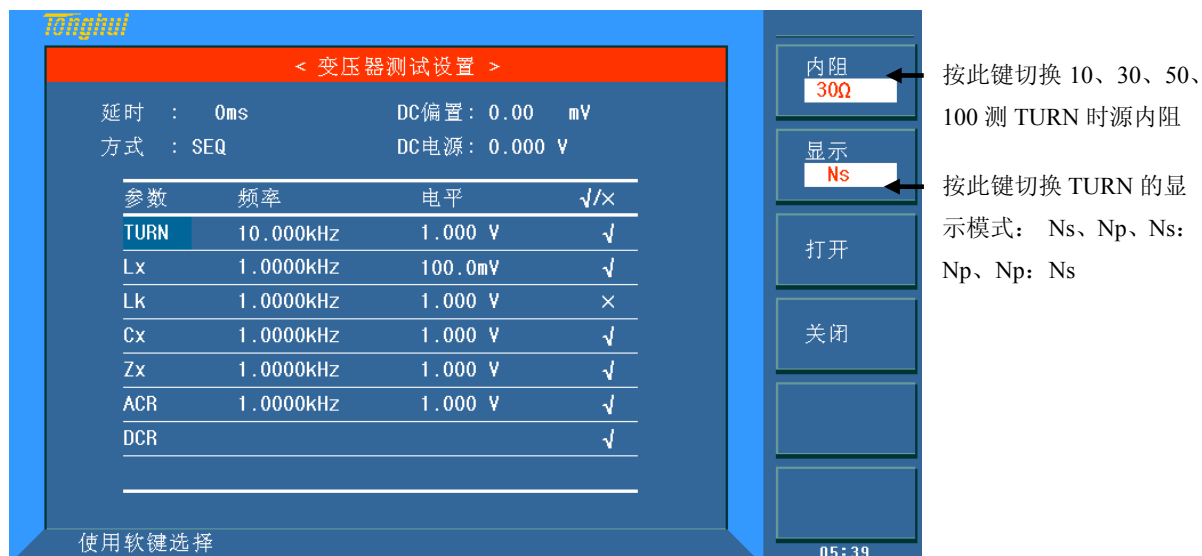 Tonghui
< 变压器测试设置 >
延时 : 0ms DC偏置: 0.00 mV
方式 : SEQ DC电源: 0.000 V
参数 频率 电平 √/×
TURN 10.000kHz 1.000 V √
Lx 1.0000kHz 100.0mV √
Lk 1.0000kHz 1.000 V ×
Cx 1.0000kHz 1.000 V √
Zx 1.0000kHz 1.000 V √
ACR 1.0000kHz 1.000 V √
DCR √
使用软键选择
内阻
30Ω
显示
Ns
打开
关闭
05:39
按此键切换 10、30、50、
100 测 TURN 时源内阻
按此键切换 TURN 的显
示模式： Ns、Np、Ns：
Np、Np：Ns